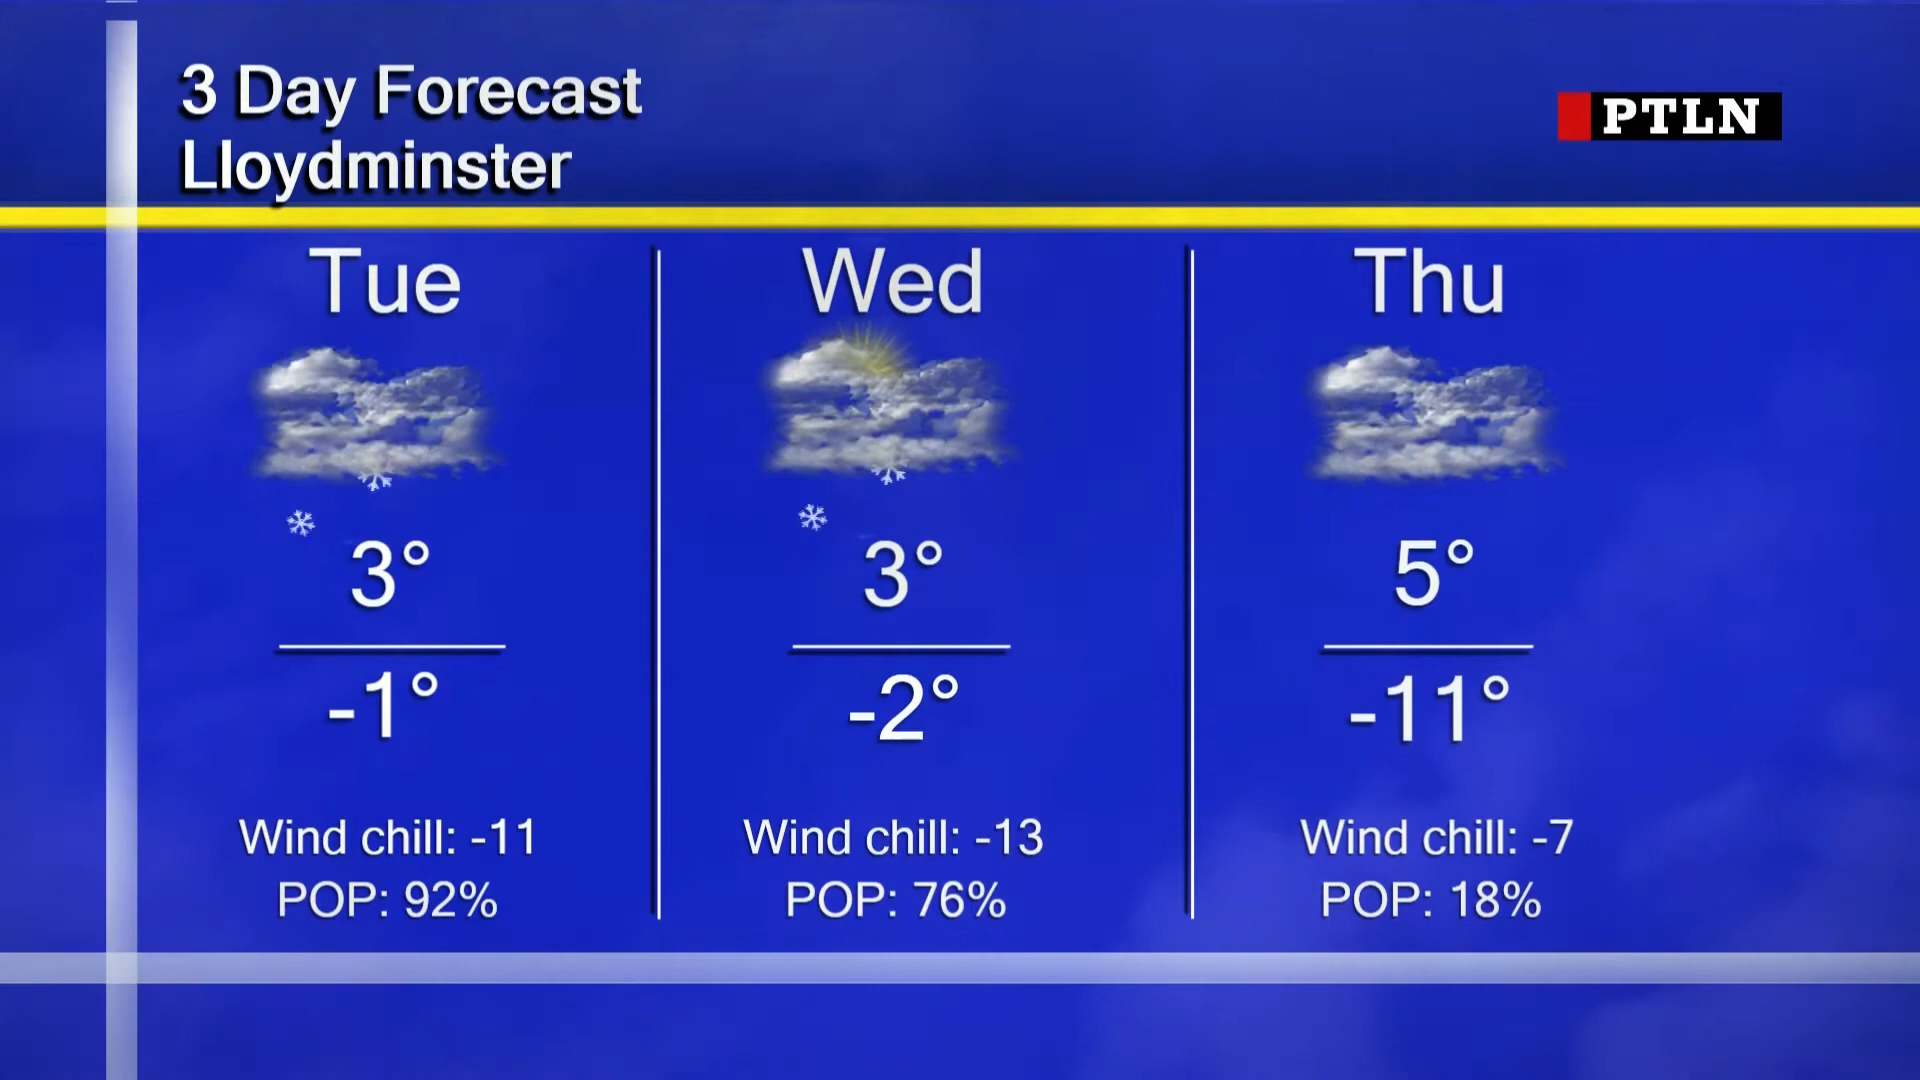 3 Day Forecast
Lloydminster
PTLN
Tue
3°
-1°
Wind chill: -11
POP: 92%
Wed
3°
-2°
Wind chill: -13
POP: 76%
Thu
5°
-11°
Wind chill: -7
POP: 18%